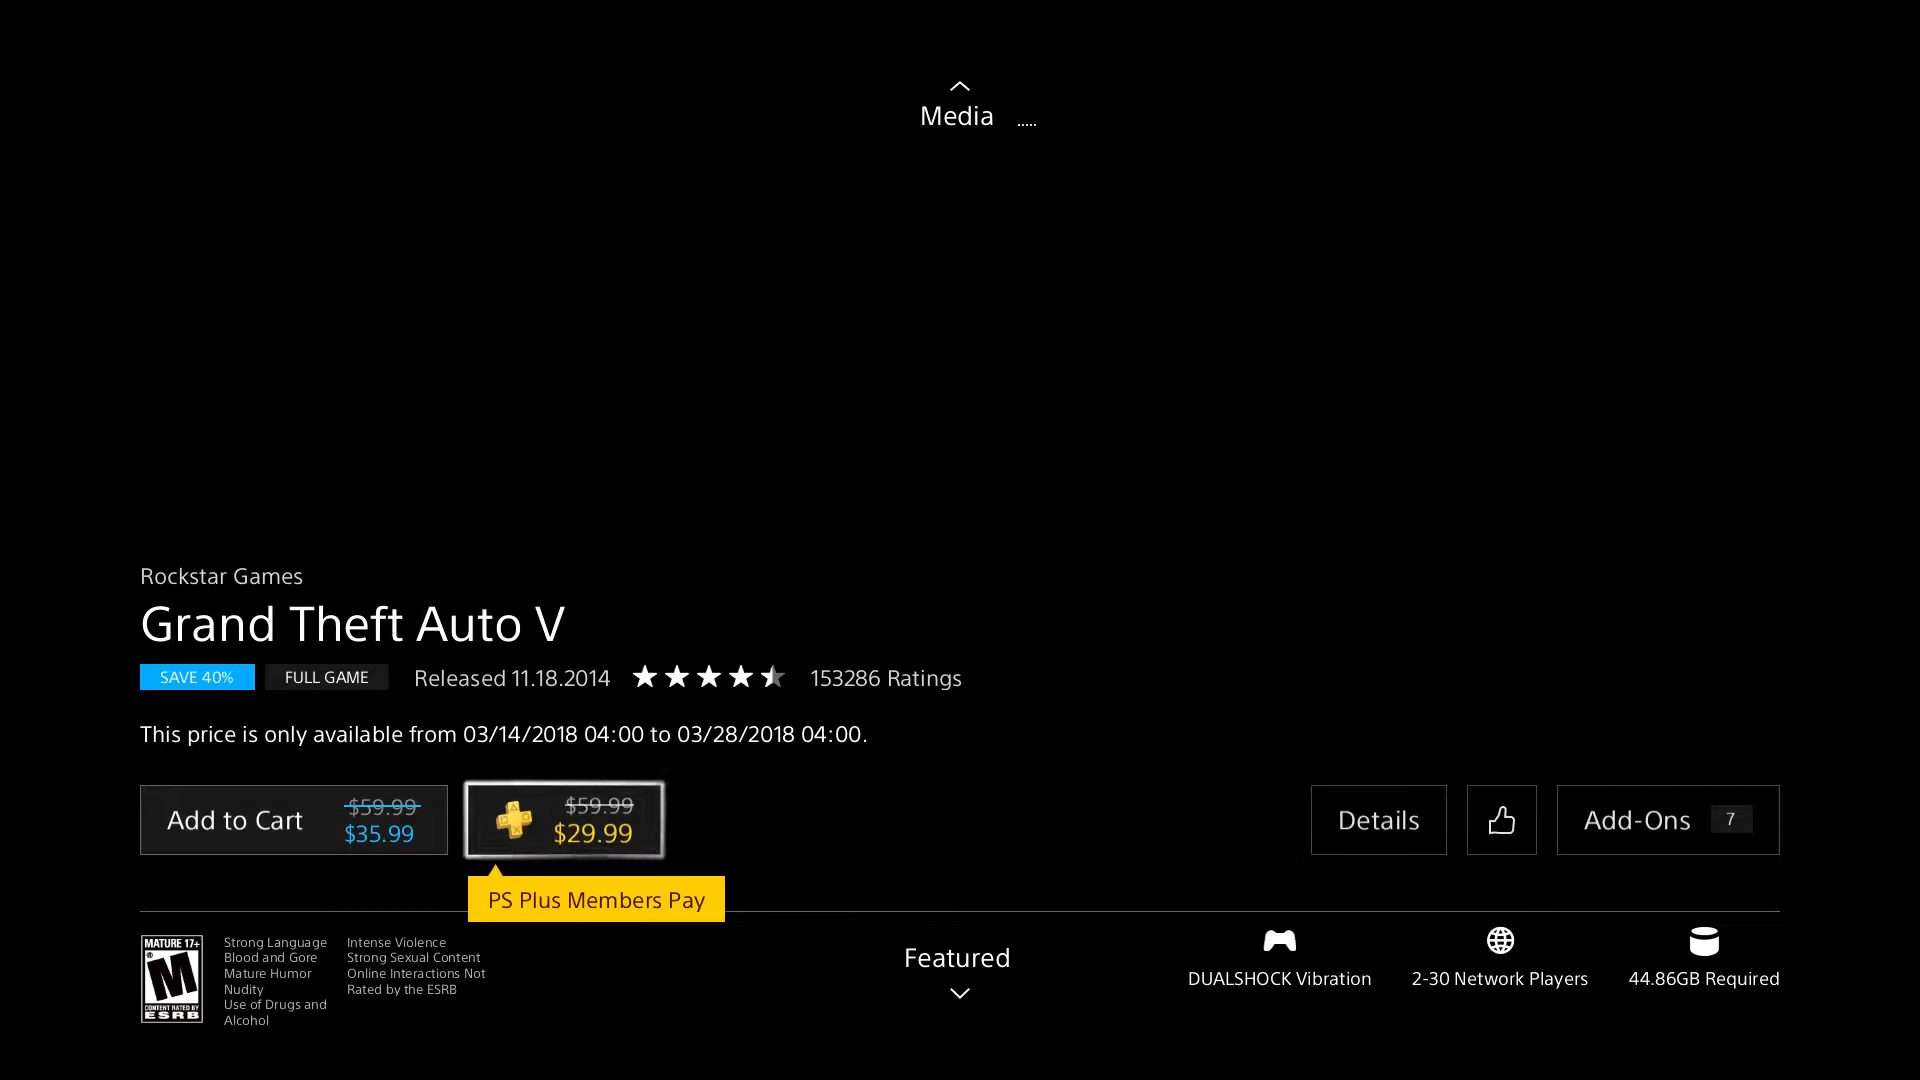 Media
Rockstar Games
Grand Theft Auto V
SAVE 40%
FULL GAME
Released 11.18.2014
153286 Ratings
This price is only available from 03/14/2018 04:00 to 03/28/2018 04:00.
Add to Cart
$59.99
$35.99
$59.99
$29.99
Details
Add-Ons 7
PS Plus Members Pay
MATURE 17+
M
CONTENT RATED BY
ESRB
Strong Language
Blood and Gore
Mature Humor
Nudity
Use of Drugs and
Alcohol
Intense Violence
Strong Sexual Content
Online Interactions Not
Rated by the ESRB
Featured
DUALSHOCK Vibration
2-30 Network Players
44.86GB Required